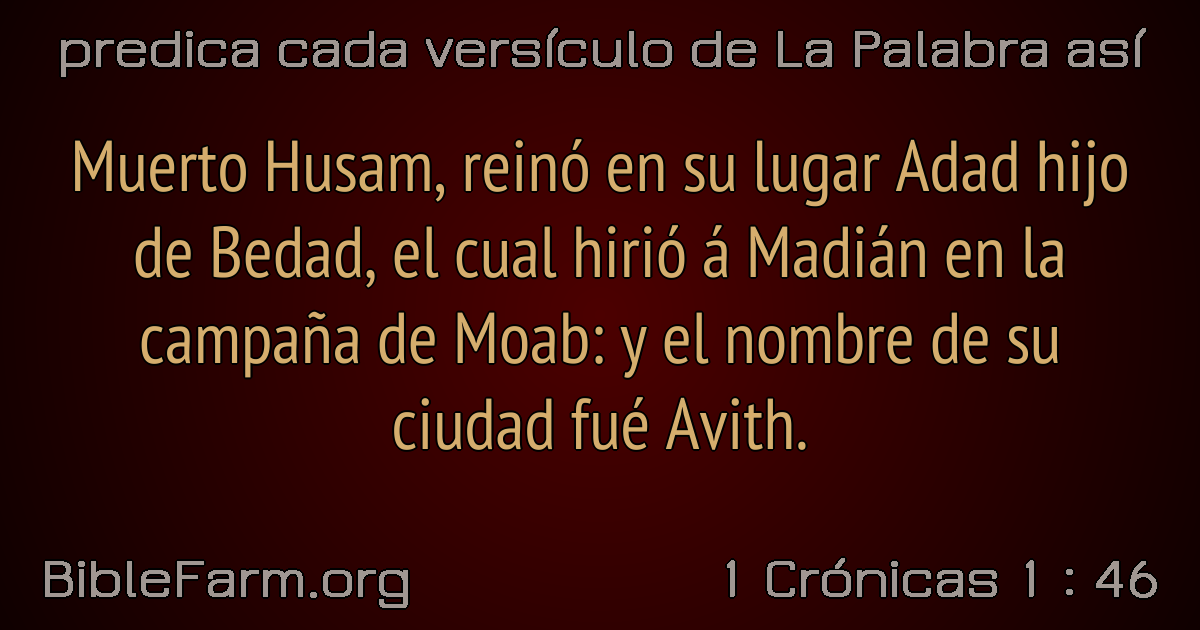 predica cada versículo de La Palabra así
Muerto Husam, reinó en su lugar Adad hijo
de Bedad, el cual hirió á Madián en la
campaña de Moab: y el nombre de su
ciudad fué Avith.
BibleFarm.org
1 Crónicas 1 : 46